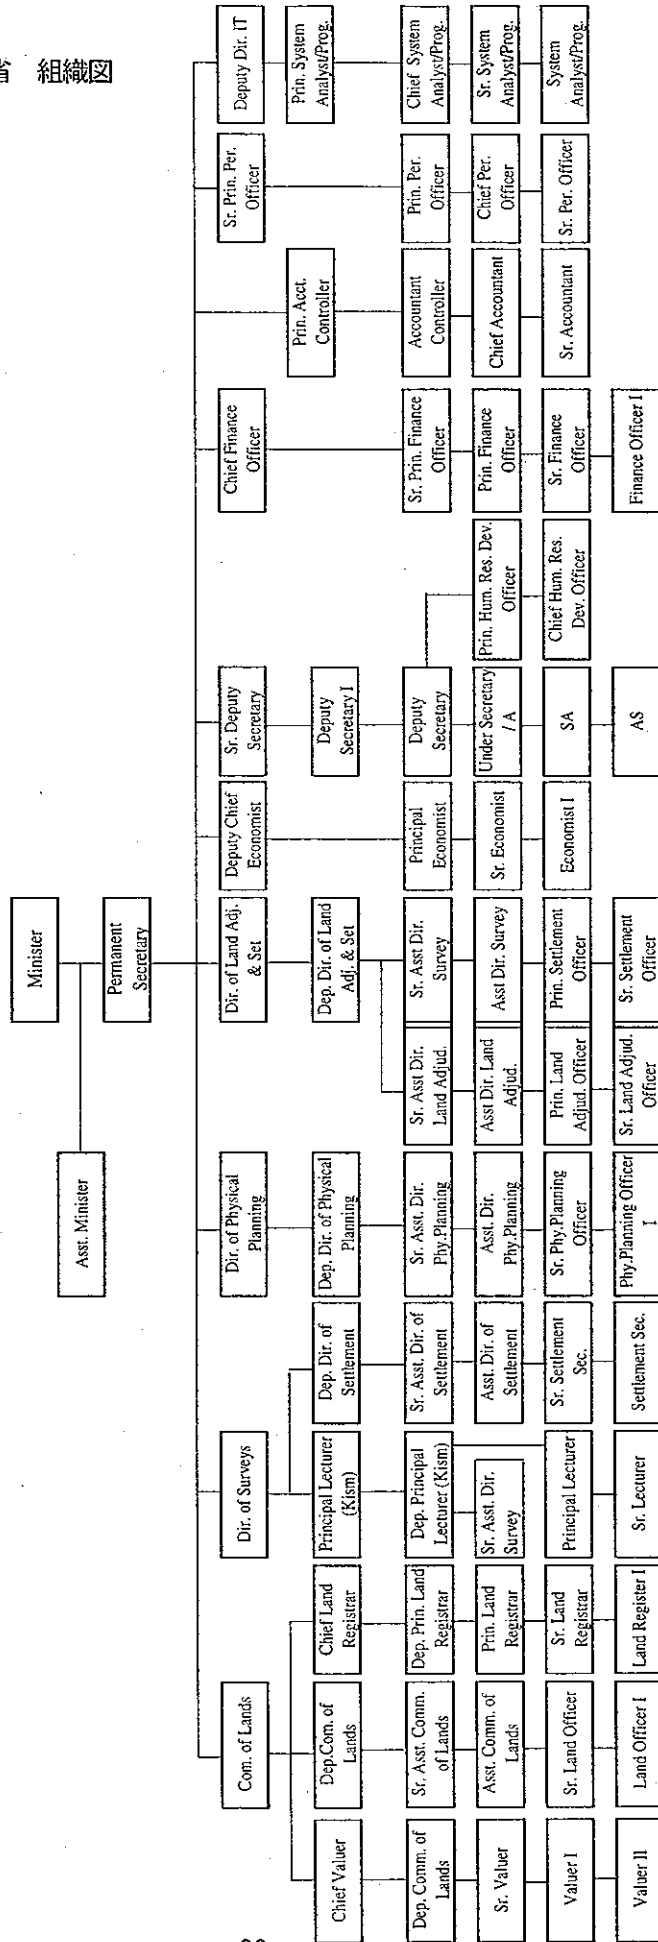 省 組織図
Minister
Asst. Minister
Permanent
Secretary
Com. of Lands
Dir. of Surveys
Dir. of Physical
Planning
Dir. of Land Adj.
& Set
Deputy Chief
Economist
Sr. Deputy
Secretary
Chief Finance
Officer
Sr. Prin. Per.
Officer
Deputy Dir. IT
Prin. Acct.
Controller
Prin. System
Analyst/Prog.
Chief Valuer
Dep.Com. of
Lands
Chief Land
Registrar
Principal Lecturer
(Kism)
Dep. Dir. of
Settlement
Dep. Dir. of Physical
Planning
Dep. Dir. of Land
Adj. & Set
Deputy
Secretary I
Dep. Comm. of
Lands
Sr. Asst. Comm.
of Lands
Dep. Prin. Land
Registrar
Dep. Principal
Lecturer (Kism)
Sr. Asst. Dir. of
Settlement
Sr. Asst. Dir.
Phy.Planning
Sr. Asst Dir.
Land Adjud.
Sr. Asst Dir.
Survey
Principal
Economist
Deputy
Secretary
Sr. Prin. Finance
Officer
Accountant
Controller
Prin. Per.
Officer
Chief System
Analyst/Prog.
Sr. Valuer
Asst. Comm. of
Lands
Prin. Land
Registrar
Sr. Asst. Dir.
Survey
Asst. Dir. of
Settlement
Asst. Dir.
Phy.Planning
Asst Dir. Land
Adjud.
Asst Dir. Survey
Sr. Economist
Under Secretary
/ A
Prin. Hum. Res. Dev.
Officer
Prin. Finance
Officer
Chief Accountant
Chief Per.
Officer
Sr. System
Analyst/Prog.
Valuer I
Sr. Land Officer
Sr. Land
Registrar
Principal Lecturer
Sr. Settlement
Sec.
Sr. Phy.Planning
Officer
Prin. Land
Adjud. Officer
Prin. Settlement
Officer
Economist I
SA
Chief Hum. Res.
Dev. Officer
Sr. Finance
Officer
Sr. Accountant
Sr. Per. Officer
System
Analyst/Prog.
Valuer II
Land Officer I
Land Register I
Sr. Lecturer
Settlement Sec.
Phy.Planning Officer
I
Sr. Land Adjud.
Officer
Sr. Settlement
Officer
AS
Finance Officer I